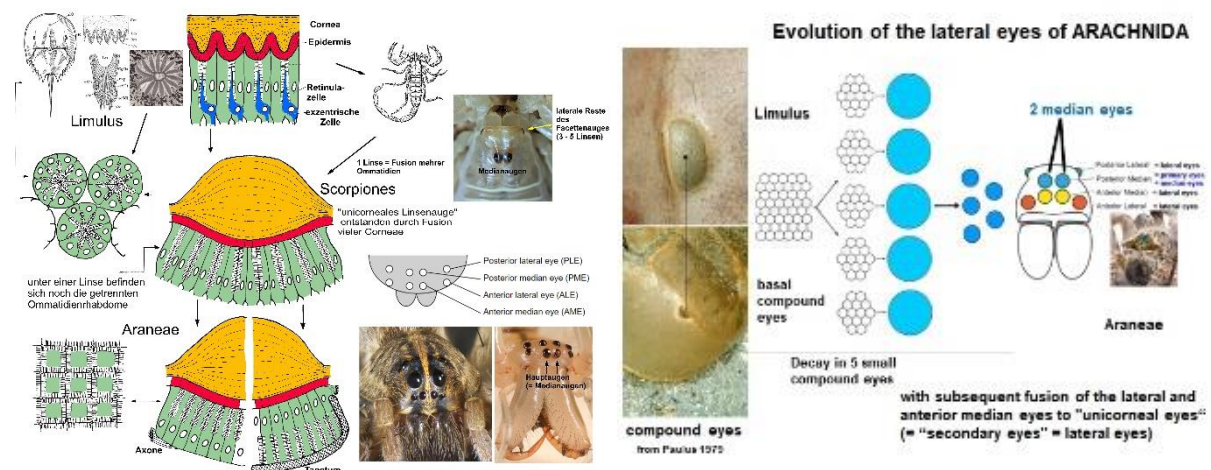 Cornea
Epidermis
Retinula-
zelle
exzentrische
Zelle
Limulus
laterale Reste
des
Facettenauges
(3 - 5 Linsen)
Medianaugen
1 Linse = Fusion mehrer
Ommatidien
Scorpiones
"unicorneales Linsenauge"
entstanden durch Fusion
vieler Corneae
unter einer Linse befinden
sich noch die getrennten
Ommatidienrhabdome
Posterior lateral eye (PLE)
Posterior median eye (PME)
Anterior lateral eye (ALE)
Anterior median eye (AME)
Araneae
Axone
Tapetum
Hauptaugen
(= Medianaugen)
Evolution of the lateral eyes of ARACHNIDA
Limulus
2 median eyes
Posterior Lateral = lateral eyes
Posterior Median = primary eyes
= median eyes
Anterior Median = lateral eyes
Anterior Lateral = lateral eyes
basal
compound
eyes
Araneae
Decay in 5 small
compound eyes
compound eyes
from Paulus 1979
with subsequent fusion of the lateral and
anterior median eyes to "unicorneal eyes"
(= "secondary eyes" = lateral eyes)